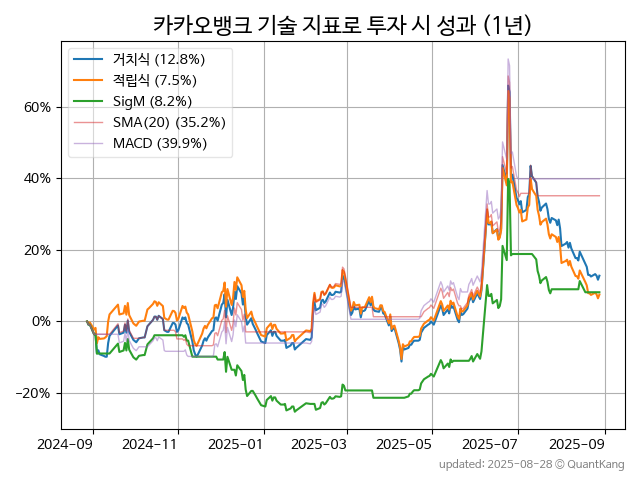 카카오뱅크 기술 지표로 투자 시 성과 (1년)
거치식 (12.8%)
적립식 (7.5%)
SigM (8.2%)
SMA(20) (35.2%)
MACD (39.9%)
60%
40%
20%
0%
−20%
2024-09 2024-11 2025-01 2025-03 2025-05 2025-07 2025-09
updated: 2025-08-28 © QuantKang